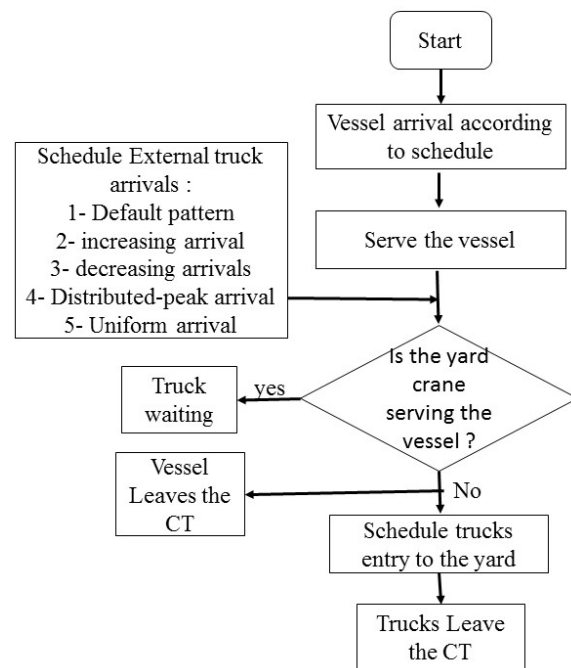 Start
Vessel arrival according
to schedule
Schedule External truck
arrivals :
1- Default pattern
2- increasing arrival
3- decreasing arrivals
4- Distributed-peak arrival
5- Uniform arrival
Serve the vessel
Is the yard
crane
serving the
vessel ?
yes
Truck
waiting
No
Vessel
Leaves the
CT
Schedule trucks
entry to the yard
Trucks Leave
the CT